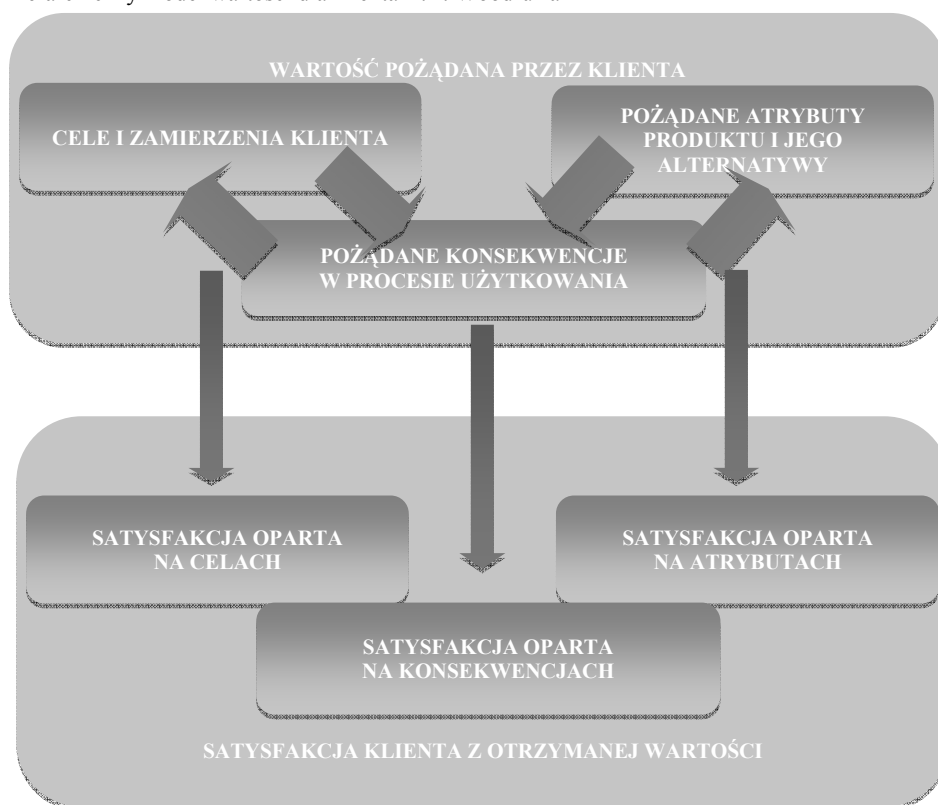 WARTOŚĆ POŻĄDANA PRZEZ KLIENTA
CELE I ZAMIERZENIA KLIENTA
POŻĄDANE ATRYBUTY
PRODUKTU I JEGO
ALTERNATYWY
POŻĄDANE KONSEKWENCJE
W PROCESIE UŻYTKOWANIA
SATYSFAKCJA OPARTA
NA CELACH
SATYSFAKCJA OPARTA
NA ATRYBUTACH
SATYSFAKCJA OPARTA
NA KONSEKWENCJACH
SATYSFAKCJA KLIENTA Z OTRZYMANEJ WARTOŚCI